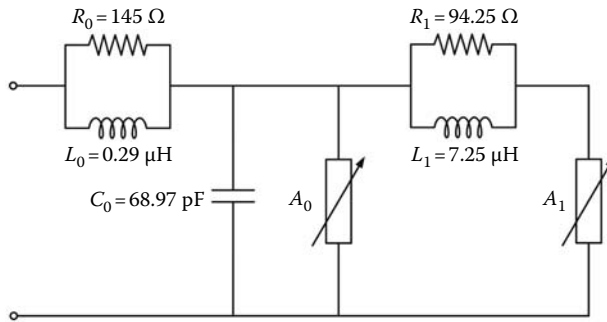 R₀ = 145 Ω
R₁ = 94.25 Ω
L₀ = 0.29 μH
L₁ = 7.25 μH
C₀ = 68.97 pF
A₀
A₁